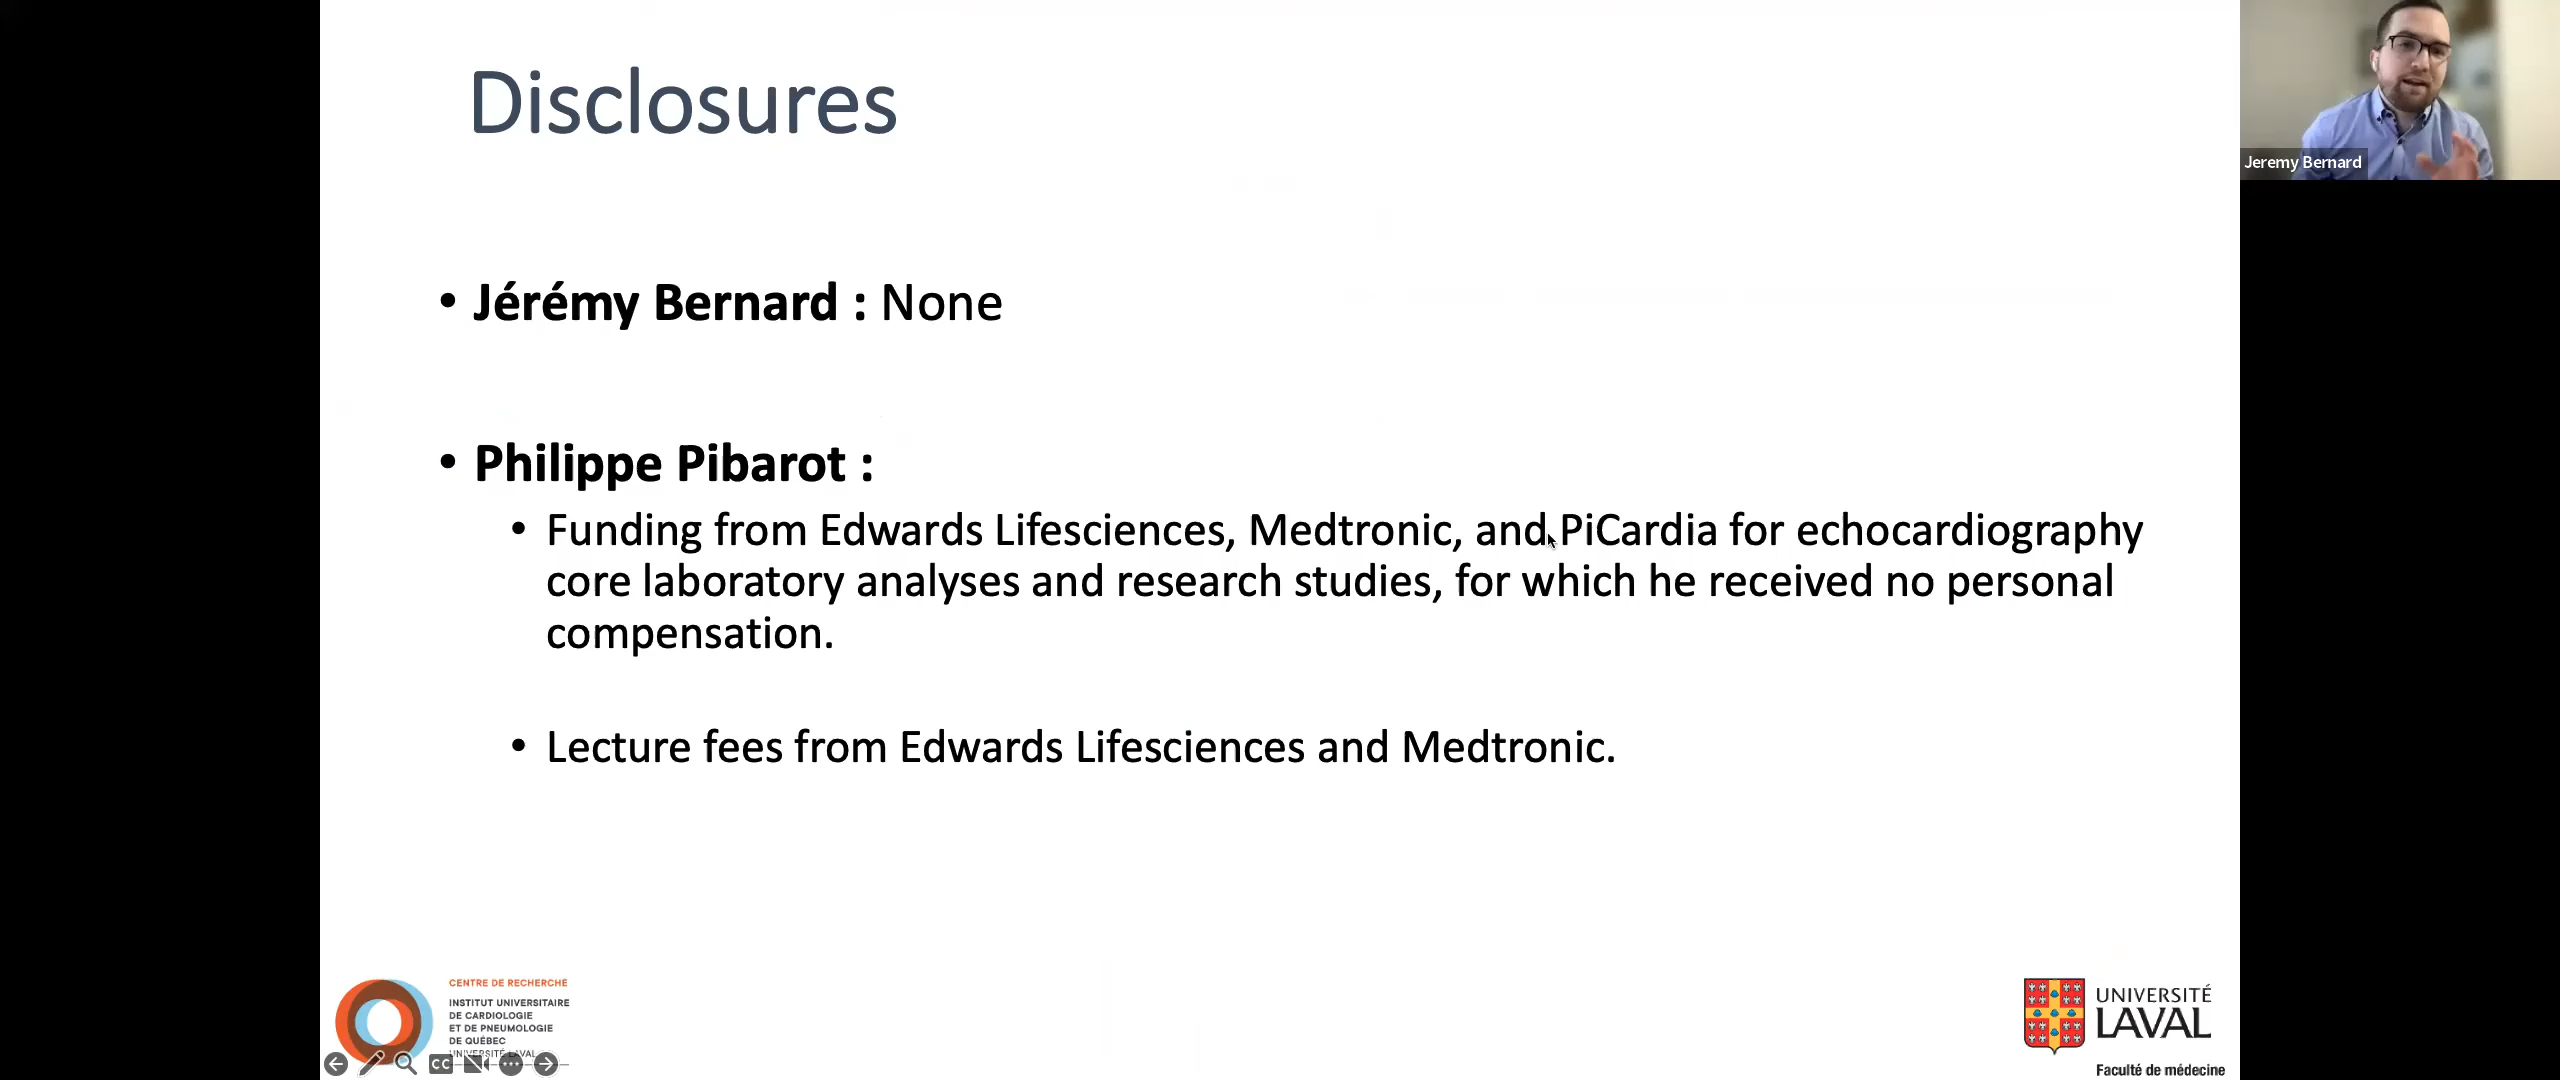 Disclosures
Jeremy Bernard
• Jérémy Bernard : None
• Philippe Pibarot :
• Funding from Edwards Lifesciences, Medtronic, and PiCardia for echocardiography
core laboratory analyses and research studies, for which he received no personal
compensation.
• Lecture fees from Edwards Lifesciences and Medtronic.
CENTRE DE RECHERCHE
INSTITUT UNIVERSITAIRE
DE CARDIOLOGIE
ET DE PNEUMOLOGIE
DE QUÉBEC
UNIVERSITÉ LAVAL
CC
UNIVERSITÉ
LAVAL
Faculté de médecine